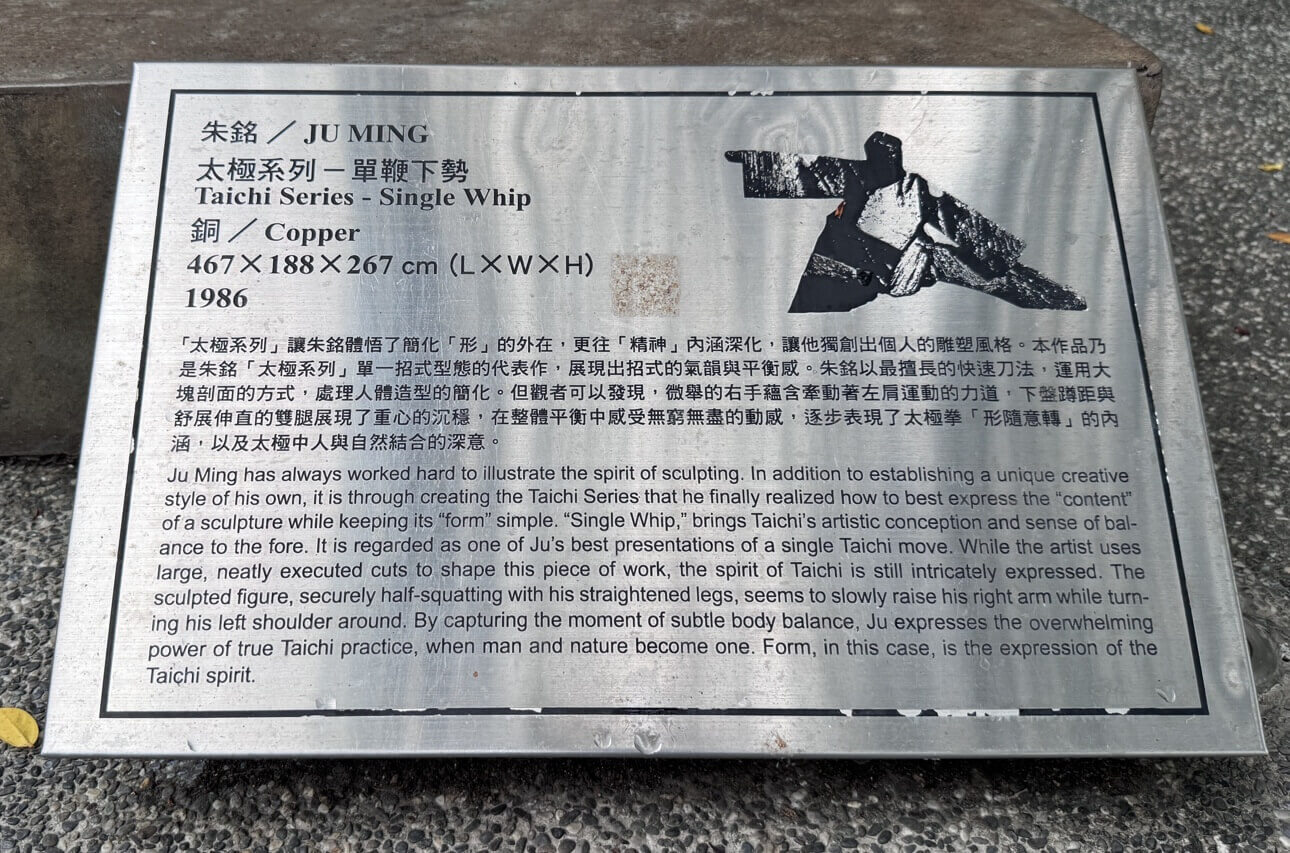 朱銘／JU MING
太極系列－單鞭下勢
Taichi Series - Single Whip
銅／Copper
467×188×267 cm (L×W×H)
1986
「太極系列」讓朱銘體悟了簡化「形」的外在，更往「精神」內涵深化，讓他獨創出個人的雕塑風格。本作品乃
是朱銘「太極系列」單一招式型態的代表作，展現出招式的氣韻與平衡感。朱銘以最擅長的快速刀法，運用大
塊剖面的方式，處理人體造型的簡化。但觀者可以發現，微舉的右手蘊含牽動著左肩運動的力道，下盤蹲距與
舒展伸直的雙腿展現了重心的沉穩，在整體平衡中感受無窮無盡的動感，逐步表現了太極拳「形隨意轉」的內
涵，以及太極中人與自然結合的深意。
Ju Ming has always worked hard to illustrate the spirit of sculpting. In addition to establishing a unique creative
style of his own, it is through creating the Taichi Series that he finally realized how to best express the “content”
of a sculpture while keeping its “form” simple. “Single Whip,” brings Taichi’s artistic conception and sense of bal-
ance to the fore. It is regarded as one of Ju’s best presentations of a single Taichi move. While the artist uses
large, neatly executed cuts to shape this piece of work, the spirit of Taichi is still intricately expressed. The
sculpted figure, securely half-squatting with his straightened legs, seems to slowly raise his right arm while turn-
ing his left shoulder around. By capturing the moment of subtle body balance, Ju expresses the overwhelming
power of true Taichi practice, when man and nature become one. Form, in this case, is the expression of the
Taichi spirit.